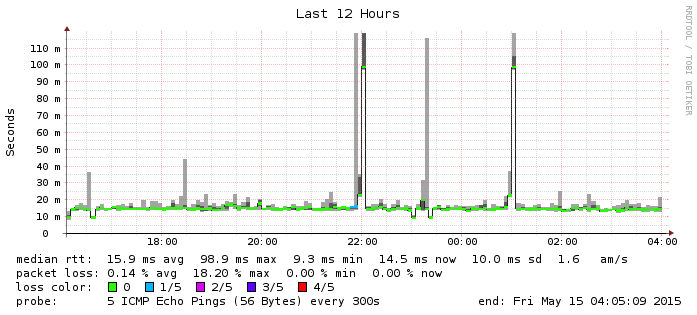 Last 12 Hours
RRDTOOL / TOBI OETIKER
Seconds
110 m
100 m
90 m
80 m
70 m
60 m
50 m
40 m
30 m
20 m
10 m
0
18:00 20:00 22:00 00:00 02:00 04:00
median rtt: 15.9 ms avg 98.9 ms max 9.3 ms min 14.5 ms now 10.0 ms sd 1.6 am/s
packet loss: 0.14 % avg 18.20 % max 0.00 % min 0.00 % now
loss color: 0 1/5 2/5 3/5 4/5
probe: 5 ICMP Echo Pings (56 Bytes) every 300s end: Fri May 15 04:05:09 2015